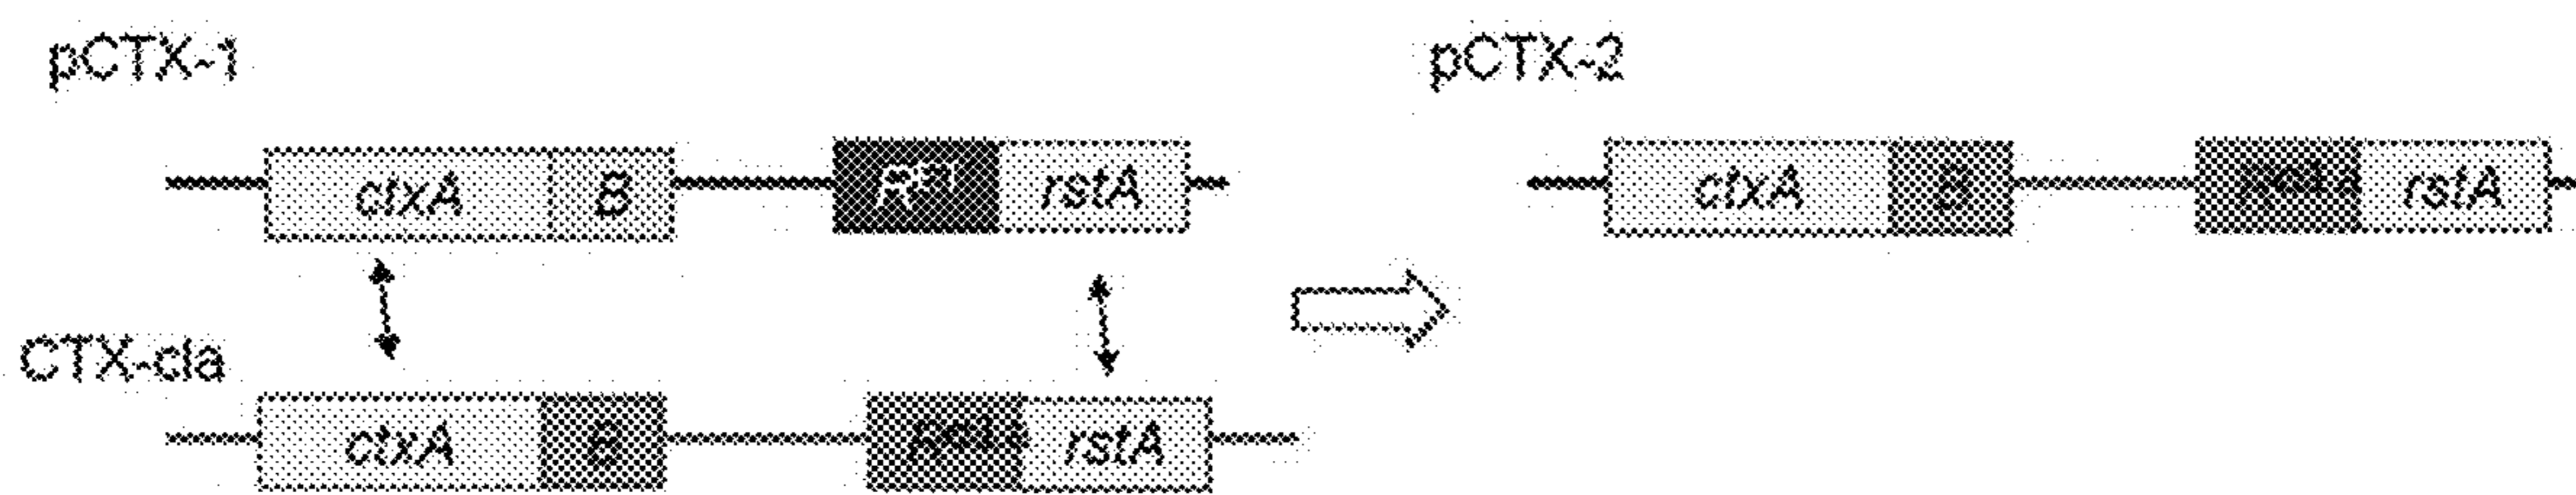 pCTX-1 pCTX-2
ctxA B rstA ctxA B rstA
CTX-cla
ctxA B rstA